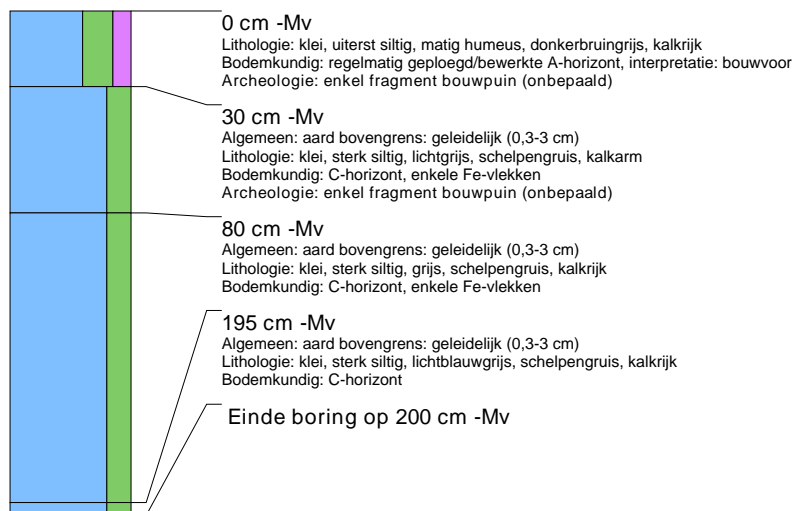 0 cm -Mv
Lithologie: klei, uiterst siltig, matig humeus, donkerbruingrijs, kalkrijk
Bodemkundig: regelmatig geploegd/bewerkte A-horizont, interpretatie: bouwvoor
Archeologie: enkel fragment bouwpuin (onbepaald)
30 cm -Mv
Algemeen: aard bovengrens: geleidelijk (0,3-3 cm)
Lithologie: klei, sterk siltig, lichtgrijs, schelpengruis, kalkarm
Bodemkundig: C-horizont, enkele Fe-vlekken
Archeologie: enkel fragment bouwpuin (onbepaald)
80 cm -Mv
Algemeen: aard bovengrens: geleidelijk (0,3-3 cm)
Lithologie: klei, sterk siltig, grijs, schelpengruis, kalkrijk
Bodemkundig: C-horizont, enkele Fe-vlekken
195 cm -Mv
Algemeen: aard bovengrens: geleidelijk (0,3-3 cm)
Lithologie: klei, sterk siltig, lichtblauwgrijs, schelpengruis, kalkrijk
Bodemkundig: C-horizont
Einde boring op 200 cm -Mv